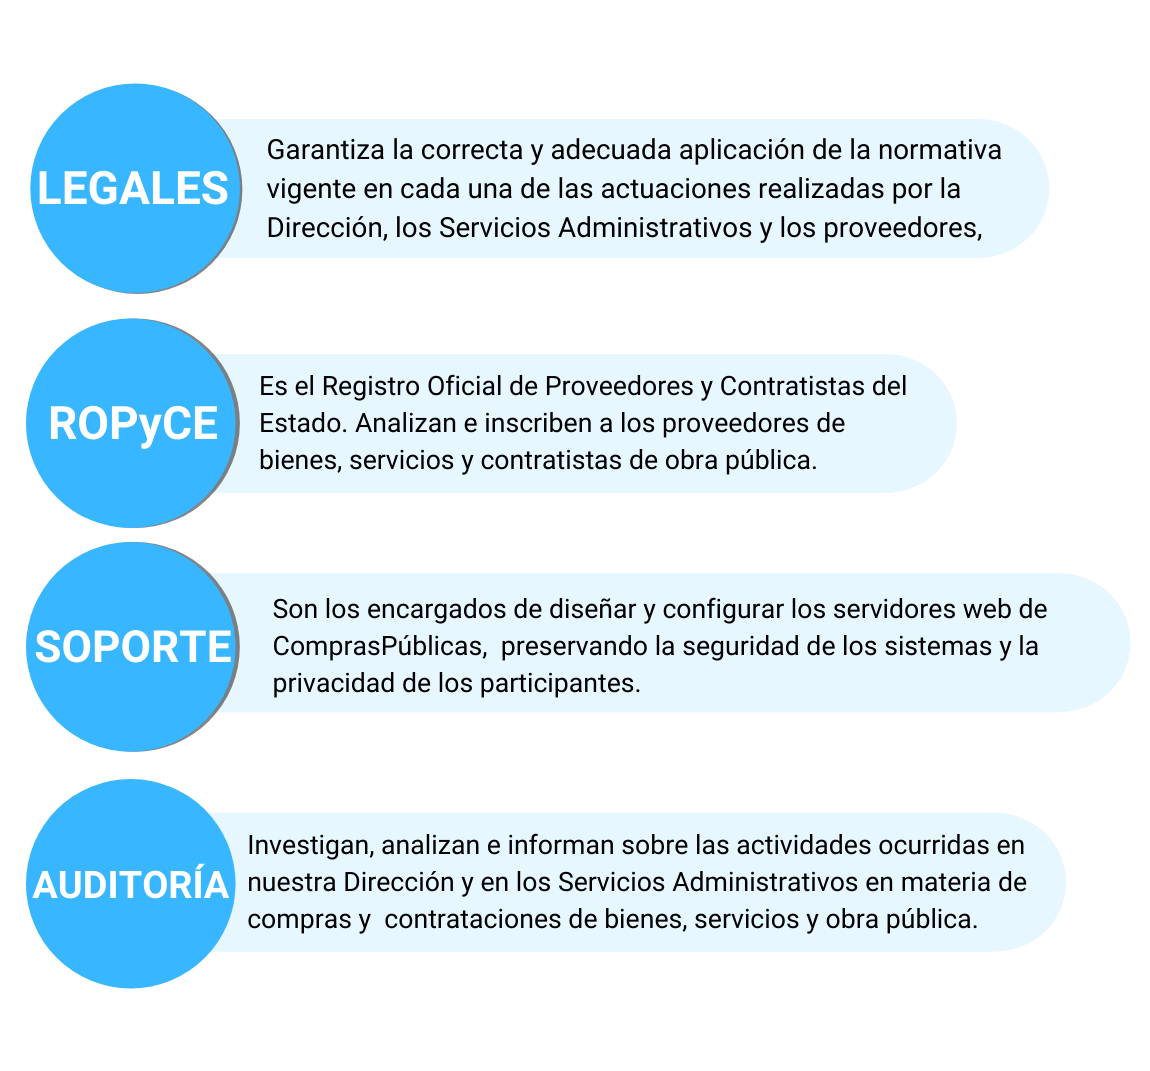 LEGALES
Garantiza la correcta y adecuada aplicación de la normativa
vigente en cada una de las actuaciones realizadas por la
Dirección, los Servicios Administrativos y los proveedores,
ROPyCE
Es el Registro Oficial de Proveedores y Contratistas del
Estado. Analizan e inscriben a los proveedores de
bienes, servicios y contratistas de obra pública.
SOPORTE
Son los encargados de diseñar y configurar los servidores web de
ComprasPúblicas,  preservando la seguridad de los sistemas y la
privacidad de los participantes.
AUDITORÍA
Investigan, analizan e informan sobre las actividades ocurridas en
nuestra Dirección y en los Servicios Administrativos en materia de
compras y  contrataciones de bienes, servicios y obra pública.